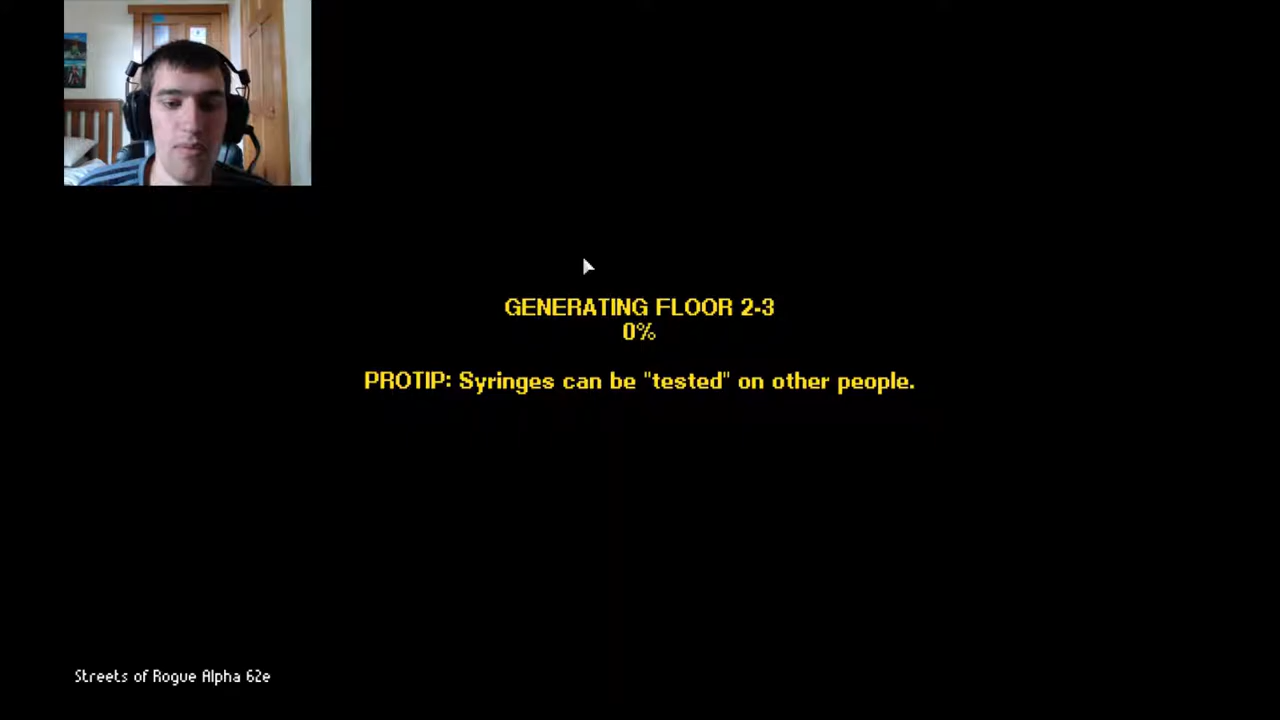 GENERATING FLOOR 2-3
0%
PROTIP: Syringes can be "tested" on other people.
Streets of Rogue Alpha 62e